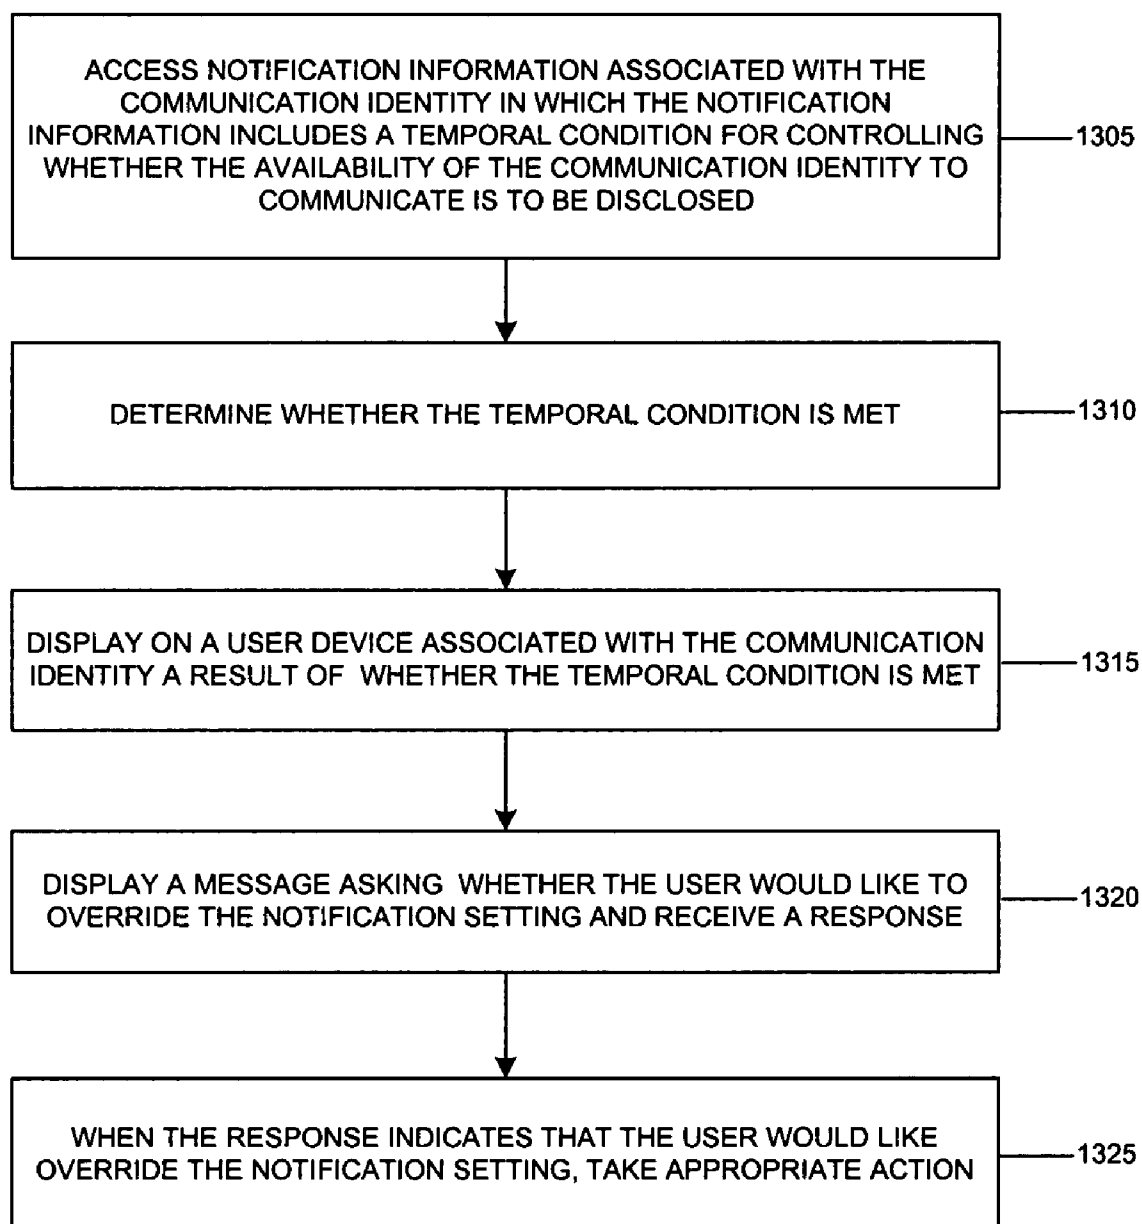 ACCESS NOTIFICATION INFORMATION ASSOCIATED WITH THE
COMMUNICATION IDENTITY IN WHICH THE NOTIFICATION
INFORMATION INCLUDES A TEMPORAL CONDITION FOR CONTROLLING
WHETHER THE AVAILABILITY OF THE COMMUNICATION IDENTITY TO
COMMUNICATE IS TO BE DISCLOSED
1305
DETERMINE WHETHER THE TEMPORAL CONDITION IS MET
1310
DISPLAY ON A USER DEVICE ASSOCIATED WITH THE COMMUNICATION
IDENTITY A RESULT OF WHETHER THE TEMPORAL CONDITION IS MET
1315
DISPLAY A MESSAGE ASKING WHETHER THE USER WOULD LIKE TO
OVERRIDE THE NOTIFICATION SETTING AND RECEIVE A RESPONSE
1320
WHEN THE RESPONSE INDICATES THAT THE USER WOULD LIKE
OVERRIDE THE NOTIFICATION SETTING, TAKE APPROPRIATE ACTION
1325